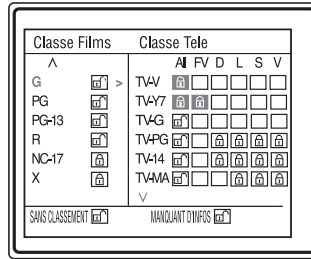 Classe Films Classe Tele
All FV D L S V
G > TV-V
PG TV-Y7
PG-13 TV-G
R TV-PG
NC-17 TV-14
X TV-MA
SANS CLASSEMENT MANQUANT D'INFOS